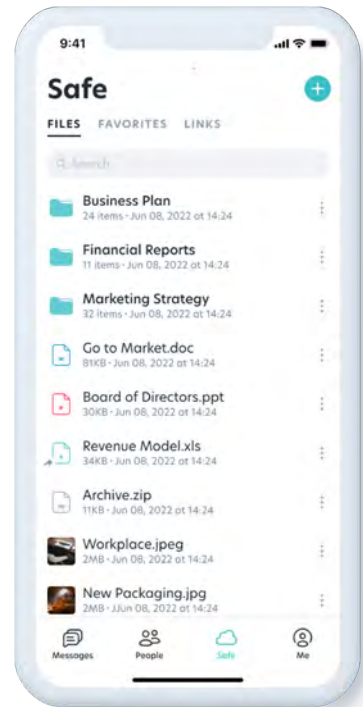 9:41
Safe
FILES FAVORITES LINKS
Search
Business Plan
24 items • Jun 08, 2022 at 14:24
Financial Reports
11 items • Jun 08, 2022 at 14:24
Marketing Strategy
32 items • Jun 08, 2022 at 14:24
Go to Market.doc
81KB • Jun 08, 2022 at 14:24
Board of Directors.ppt
30KB • Jun 08, 2022 at 14:24
Revenue Model.xls
34KB • Jun 08, 2022 at 14:24
Archive.zip
11KB • Jun 08, 2022 at 14:24
Workplace.jpeg
2MB • Jun 08, 2022 at 14:24
New Packaging.jpg
2MB • JJun 08, 2022 at 14:24
Messages People Safe Me